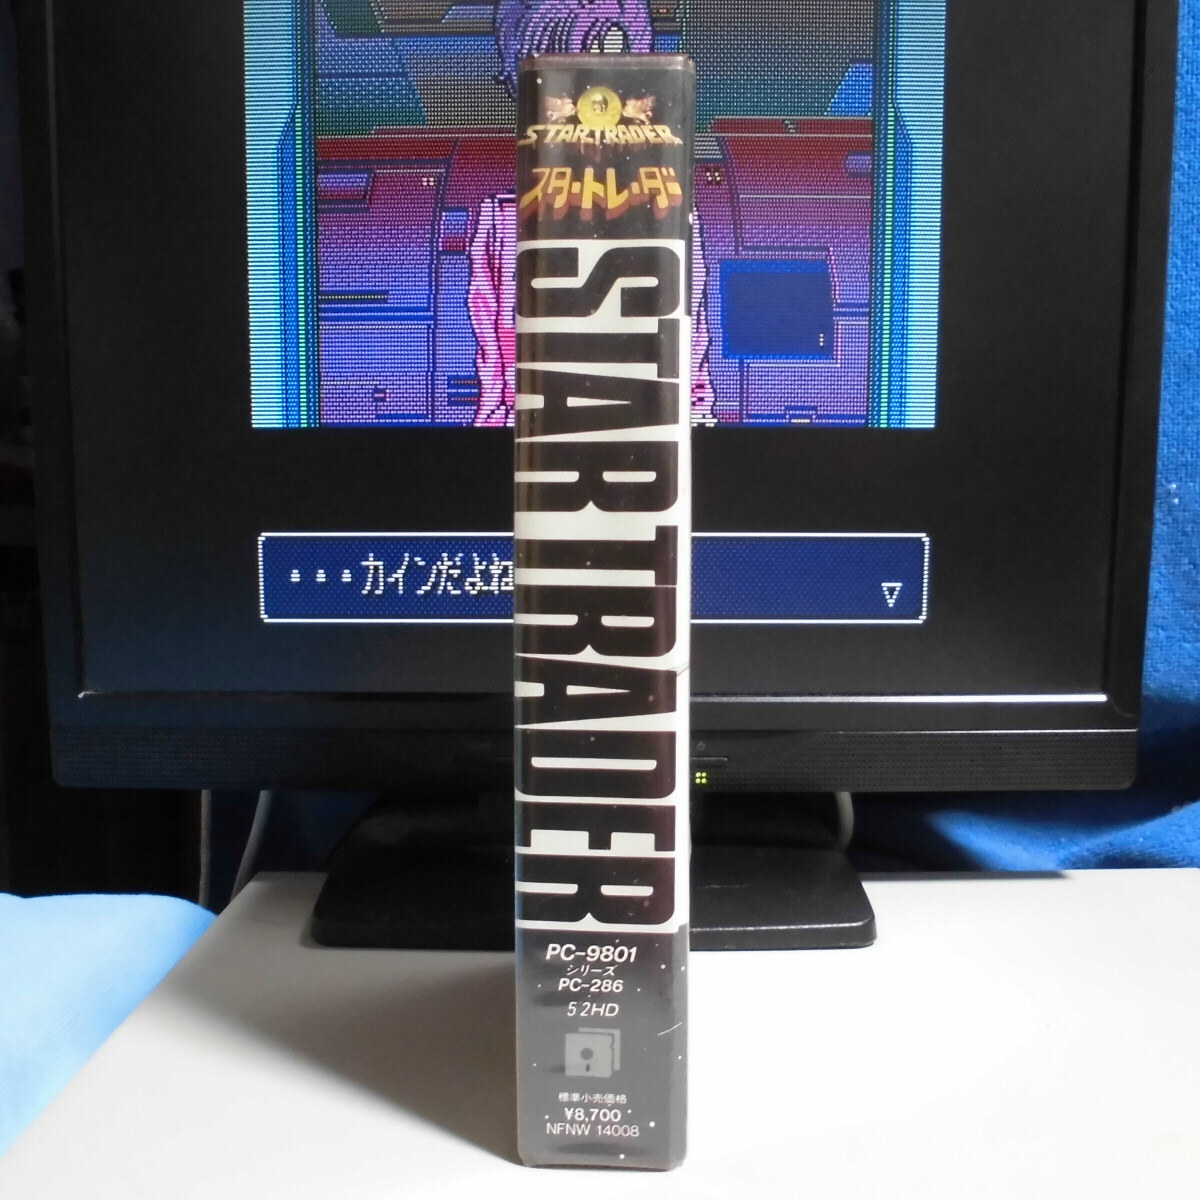 STARTRADER
スタートレーダー
STARTRADER
・・・カインだよね
PC-9801
シリーズ
PC-286
5 2HD
標準小売価格
¥8,700
NFNW 14008